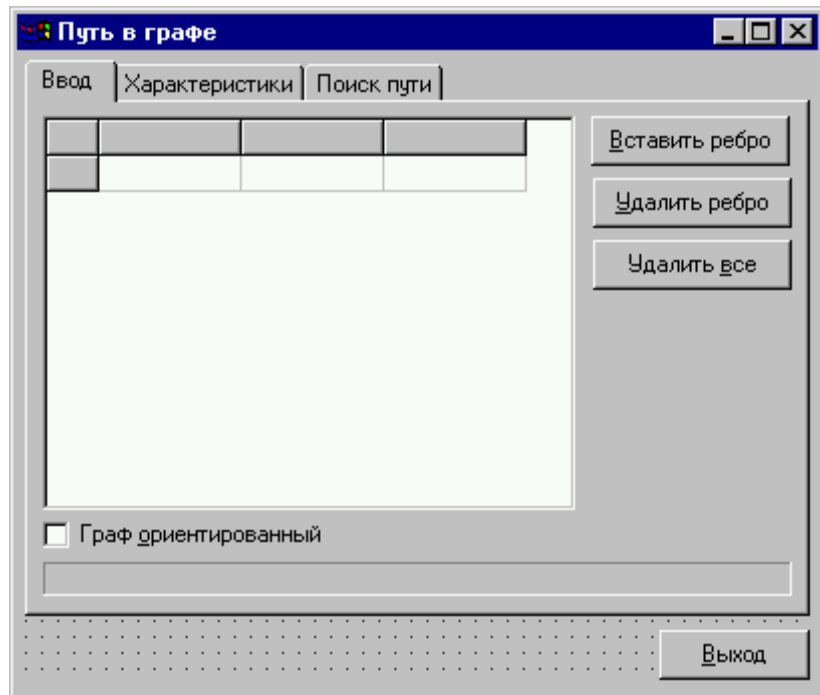 Путь в графе
Ввод Характеристики Поиск пути
Вставить ребро
Удалить ребро
Удалить все
Граф ориентированный
Выход